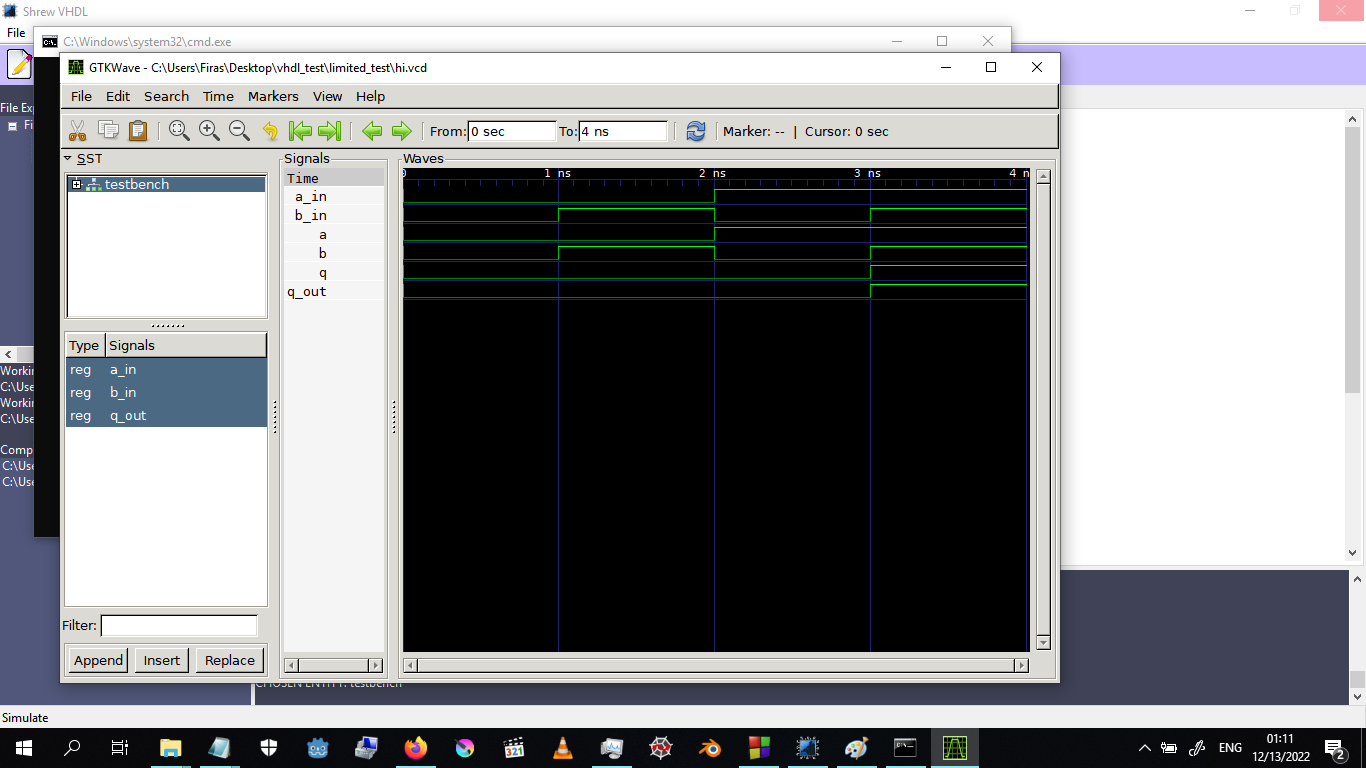 Shrew VHDL
File
C:\Windows\system32\cmd.exe
GTKWave - C:\Users\Firas\Desktop\vhdl_test\limited_test\hi.vcd
File Edit Search Time Markers View Help
From: 0 sec To: 4 ns Marker: -- | Cursor: 0 sec
File Ex
Fi
SST
testbench
Type Signals
reg a_in
reg b_in
reg q_out
Filter:
Append Insert Replace
Signals
Time
a_in
b_in
a
b
q
q_out
Waves
0 1 ns 2 ns 3 ns 4 n
Workin
C:\Use
Workin
C:\Use
Comp
C:\Use
C:\Use
CHOSEN ENTITY: testbench
Simulate
321
ENG
01:11
12/13/2022
2